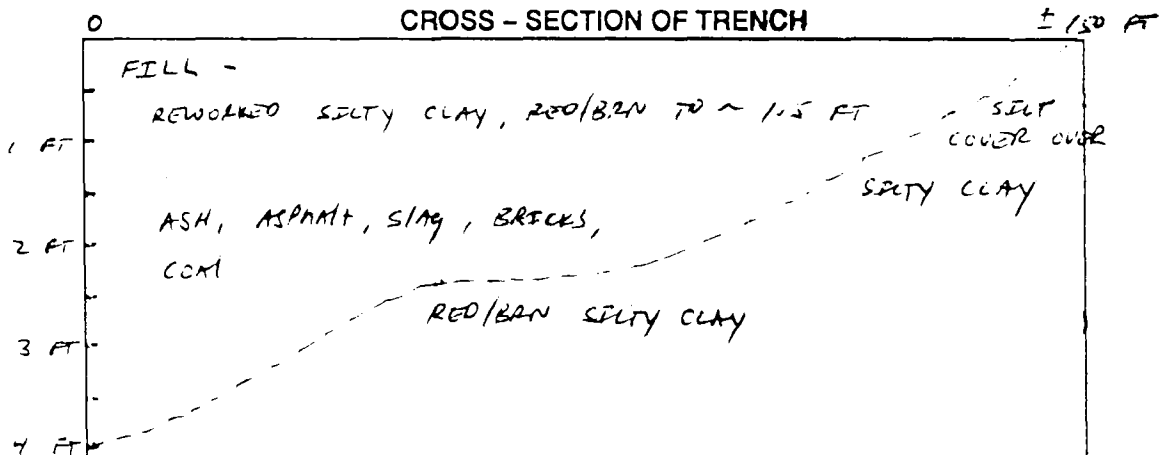 0 CROSS – SECTION OF TRENCH ± 150 FT
FILL –
REWORKED SILTY CLAY, RED/BRN TO ~ 1.5 FT
SILT
1 FT
COVER OVER
SILTY CLAY
ASH, ASPHAlt, SlAg, BRICKS,
2 FT
COAl
RED/BRN SILTY CLAY
3 FT
4 FT